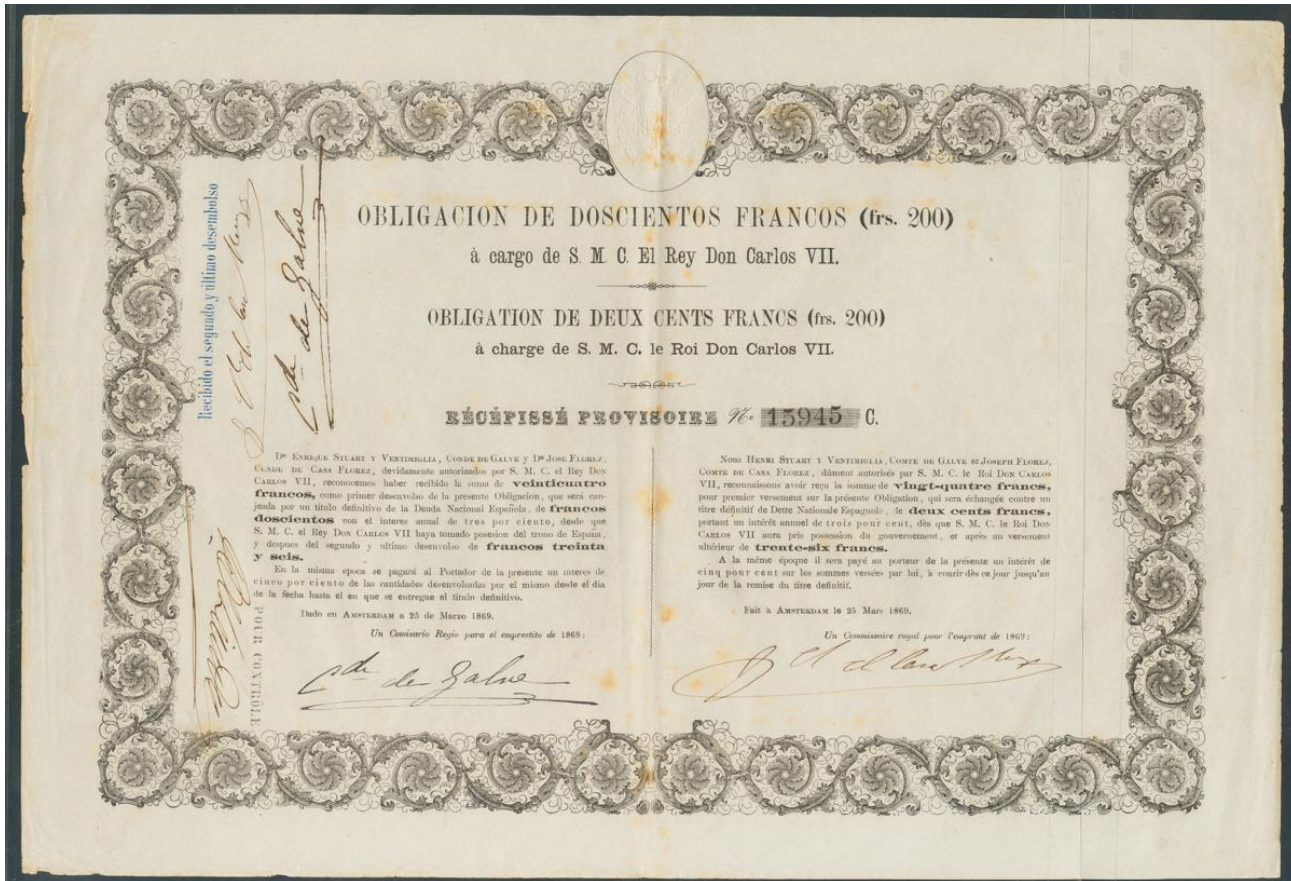 OBLIGACION DE DOSCIENTOS FRANCOS (frs. 200)
à cargo de S. M. C. El Rey Don Carlos VII.
OBLIGATION DE DEUX CENTS FRANCS (frs. 200)
à charge de S. M. C. le Roi Don Carlos VII.
RÉCÉPISSÉ PROVISOIRE No. 15945 C.
Recibido el segundo y último desembolso
Cde de Galve
Dn ENRIQUE STUART Y VENTIMIGLIA, CONDE DE GALVE y Dn JOSE FLOREZ,
CONDE DE CASA FLOREZ, devidamente autorizados por S. M. C. el Rey DON
CARLOS VII, reconocemos haber recibido la suma de veinticuatro
francos, como primer desenvolso de la presente Obligacion, que será can-
jeada por un titulo definitivo de la Deuda Nacional Española, de francos
doscientos con el interes anual de tres por ciento, desde que
S. M. C. el Rey DON CARLOS VII haya tomado posesion del trono de España,
y despues del segundo y ultimo desenvolso de francos treinta
y seis.
En la misma epoca se pagará al Portador de la presente un interes de
cinco por ciento de las cantidades desenvolsadas por el mismo desde el dia
de la fecha hasta el en que se entregue el titulo definitivo.
Dado en AMSTERDAM a 25 de Marzo 1869.
Un Comisario Regio para el emprestito de 1869:
Cde de Galve
POUR CONTRÔLE
NOUS HENRI STUART Y VENTIMIGLIA, COMTE DE GALVE et JOSEPH FLOREZ,
COMTE DE CASA FLOREZ, dûment autorisés par S. M. C. le Roi DON CARLOS
VII, reconnaissons avoir reçu la somme de vingt-quatre francs,
pour premier versement sur la présente Obligation, qui sera échangée contre un
titre définitif de Dette Nationale Espagnole, de deux cents francs,
portant un intérêt annuel de trois pour cent, dès que S. M. C. le Roi DON
CARLOS VII aura pris possession du gouvernement, et après un versement
ultérieur de trente-six francs.
A la même époque il sera payé au porteur de la présente un intérêt de
cinq pour cent sur les sommes versées par lui, à courir dès ce jour jusqu'au
jour de la remise du titre définitif.
Fait à AMSTERDAM le 25 Mars 1869.
Un Commissaire royal pour l'emprunt de 1869: